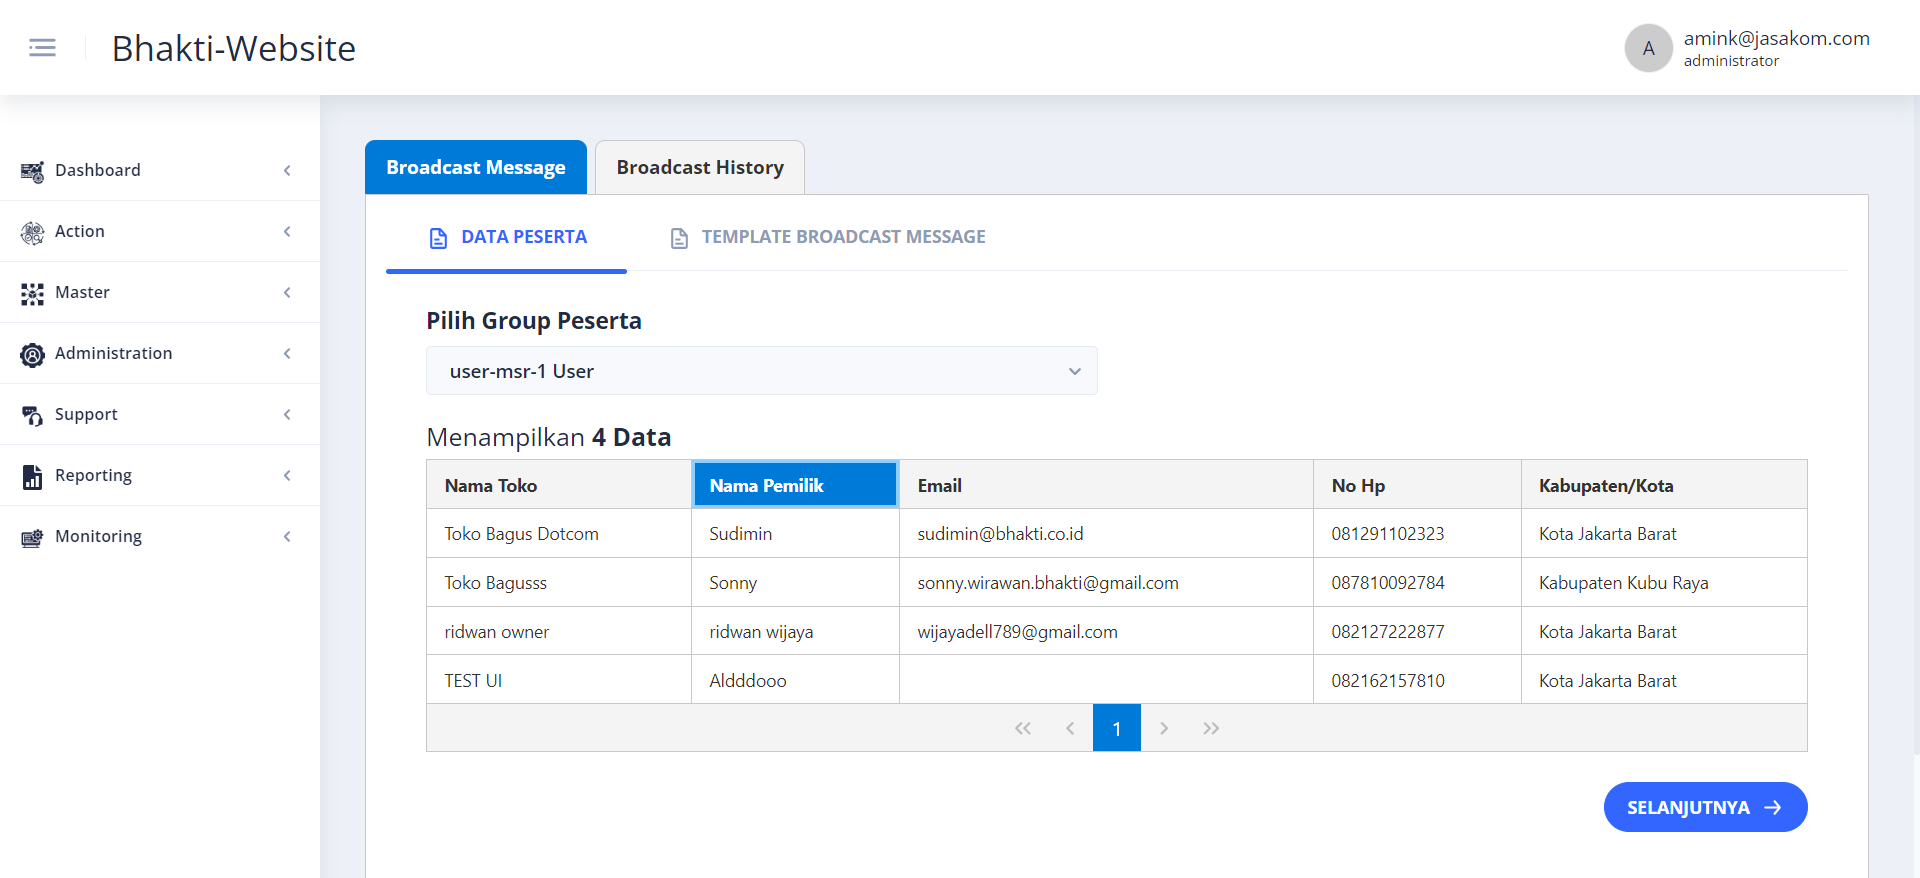 Bhakti-Website
A
amink@jasakom.com
administrator
Dashboard
Action
Master
Administration
Support
Reporting
Monitoring
Broadcast Message
Broadcast History
DATA PESERTA
TEMPLATE BROADCAST MESSAGE
Pilih Group Peserta
user-msr-1 User
Menampilkan 4 Data
Nama Toko Nama Pemilik Email No Hp Kabupaten/Kota
Toko Bagus Dotcom Sudimin sudimin@bhakti.co.id 081291102323 Kota Jakarta Barat
Toko Bagusss Sonny sonny.wirawan.bhakti@gmail.com 087810092784 Kabupaten Kubu Raya
ridwan owner ridwan wijaya wijayadell789@gmail.com 082127222877 Kota Jakarta Barat
TEST UI Aldddooo 082162157810 Kota Jakarta Barat
1
SELANJUTNYA